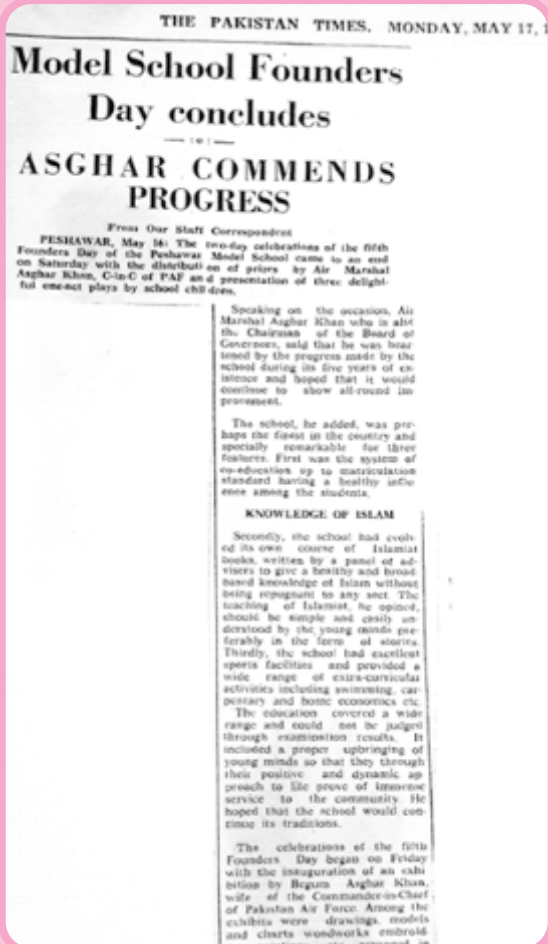 THE PAKISTAN TIMES, MONDAY, MAY 17, 1
Model School Founders
Day concludes
ASGHAR COMMENDS
PROGRESS
From Our Staff Correspondent
PESHAWAR, May 16: The two-day celebrations of the fifth
Founders Day of the Peshawar Model School came to an end
on Saturday with the distribution of prizes by Air Marshal
Asghar Khan, C-in-C of PAF and presentation of three delight-
ful one-act plays by school children.
Speaking on the occasion, Air
Marshal Asghar Khan who is also
the Chairman of the Board of
Governors, said that he was hear-
tened by the progress made by the
school during its five years of ex-
istence and hoped that it would
continue to show all-round im-
provement.
The school, he added, was per-
haps the finest in the country and
specially remarkable for three
features. First was the system of
co-education up to matriculation
standard having a healthy influ-
ence among the students.
KNOWLEDGE OF ISLAM
Secondly, the school had evolv-
ed its own course of Islamiat
books, written by a panel of ad-
visers to give a healthy and broad
based knowledge of Islam without
being repugnant to any sect. The
teaching of Islamiat, he opined,
should be simple and easily un-
derstood by the young minds pre-
ferably in the form of stories.
Thirdly, the school had excellent
sports facilities and provided a
wide range of extra-curricular
activities including swimming, car-
pentary and home economics etc.
The education covered a wide
range and could not be judged
through examination results. It
included a proper upbringing of
young minds so that they through
their positive and dynamic ap
proach to life prove of immense
service to the community. He
hoped that the school would con-
tinue its traditions.
The celebrations of the fifth
Founders Day began on Friday
with the inauguration of an exhi
bition by Begum Asghar Khan,
wife of the Commander-in-Chief
of Pakistan Air Force. Among the
exhibits were drawings, models
and charts woodworks embroid-